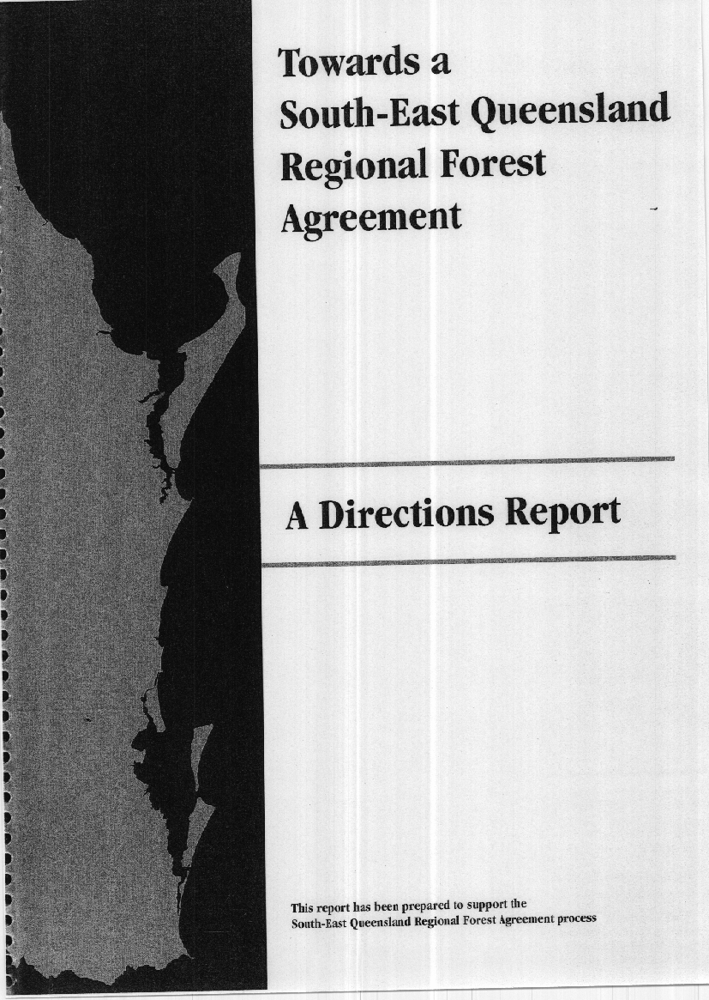 Towards a
South-East Queensland
Regional Forest
Agreement
A Directions Report
This report has been prepared to support the
South-East Queensland Regional Forest Agreement process